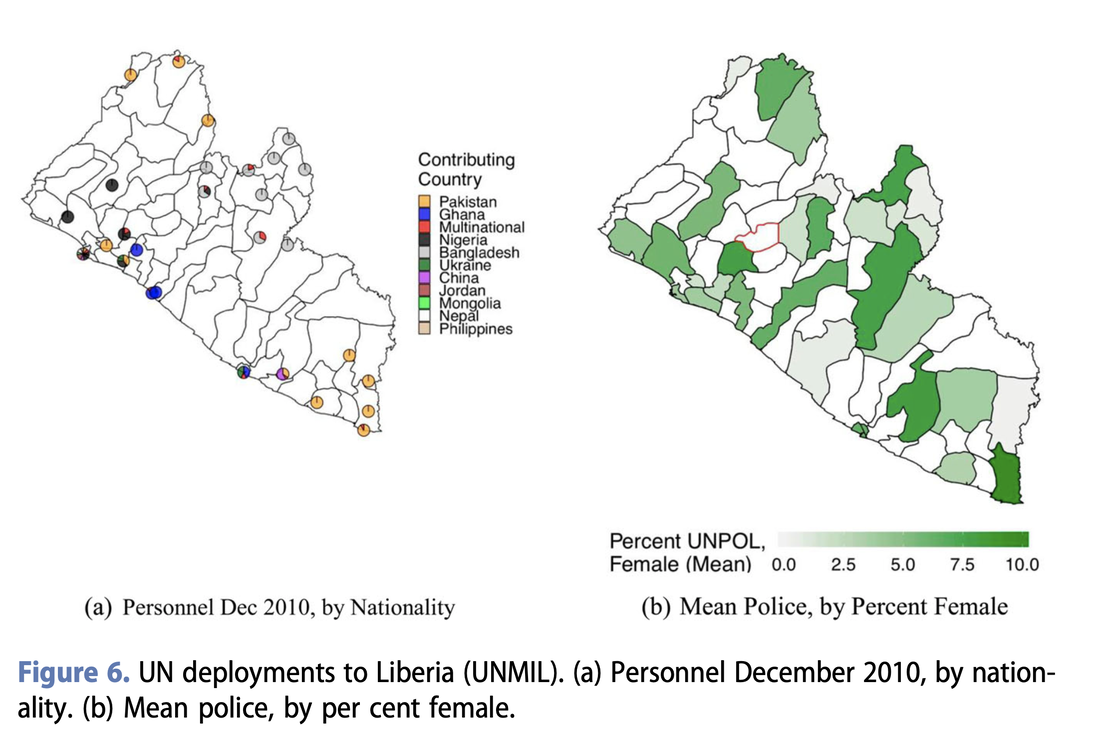 Contributing
Country
Pakistan
Ghana
Multinational
Nigeria
Bangladesh
Ukraine
China
Jordan
Mongolia
Nepal
Philippines
Percent UNPOL,
Female (Mean)
0.0 2.5 5.0 7.5 10.0
(a) Personnel Dec 2010, by Nationality
(b) Mean Police, by Percent Female
Figure 6. UN deployments to Liberia (UNMIL). (a) Personnel December 2010, by nation-
ality. (b) Mean police, by per cent female.